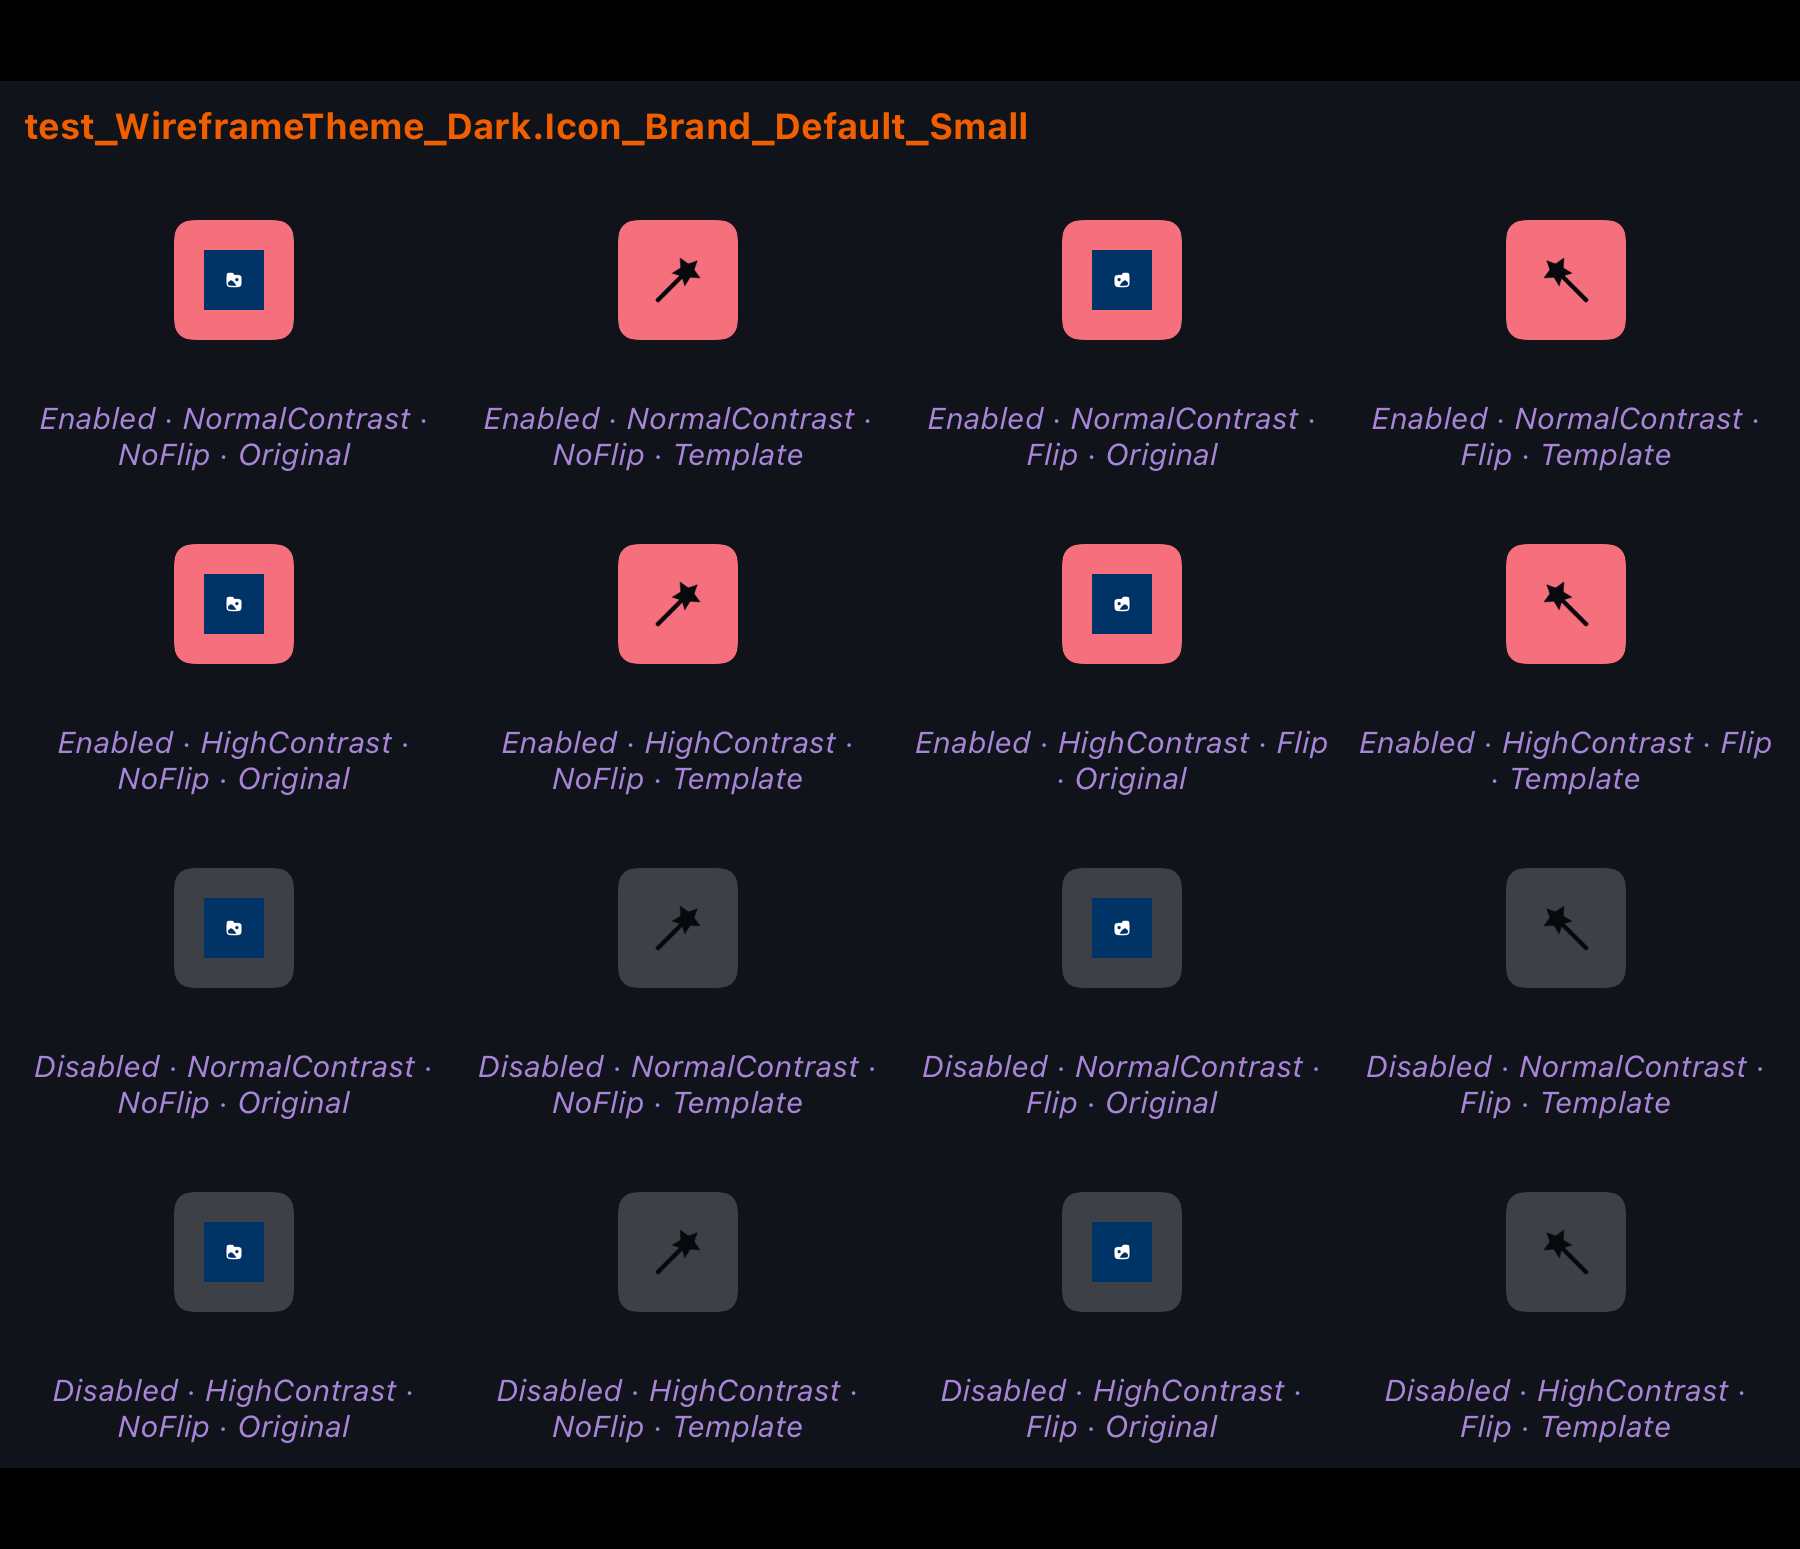 test_WireframeTheme_Dark.Icon_Brand_Default_Small
Enabled · NormalContrast ·
NoFlip · Original
Enabled · NormalContrast ·
NoFlip · Template
Enabled · NormalContrast ·
Flip · Original
Enabled · NormalContrast ·
Flip · Template
Enabled · HighContrast ·
NoFlip · Original
Enabled · HighContrast ·
NoFlip · Template
Enabled · HighContrast · Flip
· Original
Enabled · HighContrast · Flip
· Template
Disabled · NormalContrast ·
NoFlip · Original
Disabled · NormalContrast ·
NoFlip · Template
Disabled · NormalContrast ·
Flip · Original
Disabled · NormalContrast ·
Flip · Template
Disabled · HighContrast ·
NoFlip · Original
Disabled · HighContrast ·
NoFlip · Template
Disabled · HighContrast ·
Flip · Original
Disabled · HighContrast ·
Flip · Template